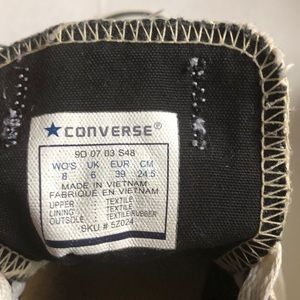 CONVERSE®
9D 07 03 S48
WO'S UK EUR CM
8 6 39 24.5
MADE IN VIETNAM
FABRIQUE EN VIETNAM
UPPER : TEXTILE
LINING : TEXTILE
OUTSOLE : TEXTILE/RUBBER
SKU # 5Z024